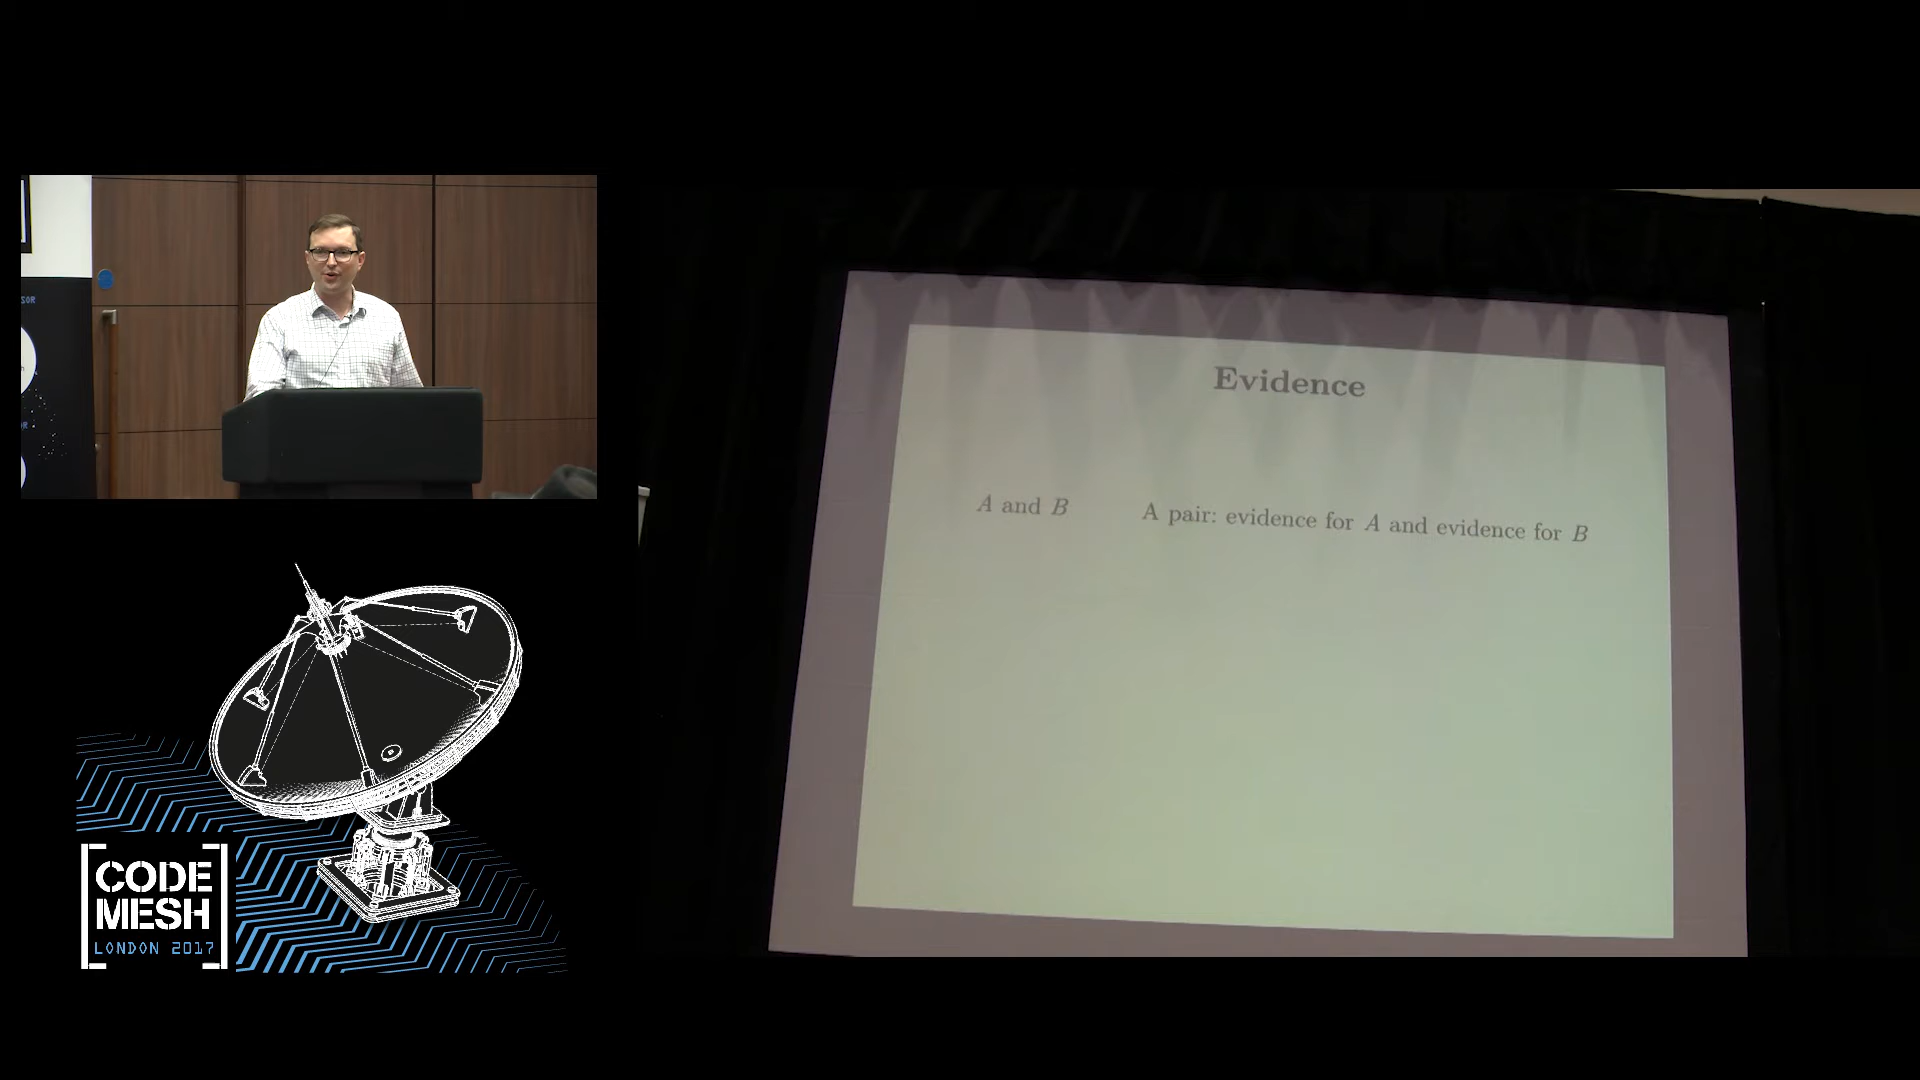 Evidence
A and B A pair: evidence for A and evidence for B
CODE
MESH
LONDON 2017